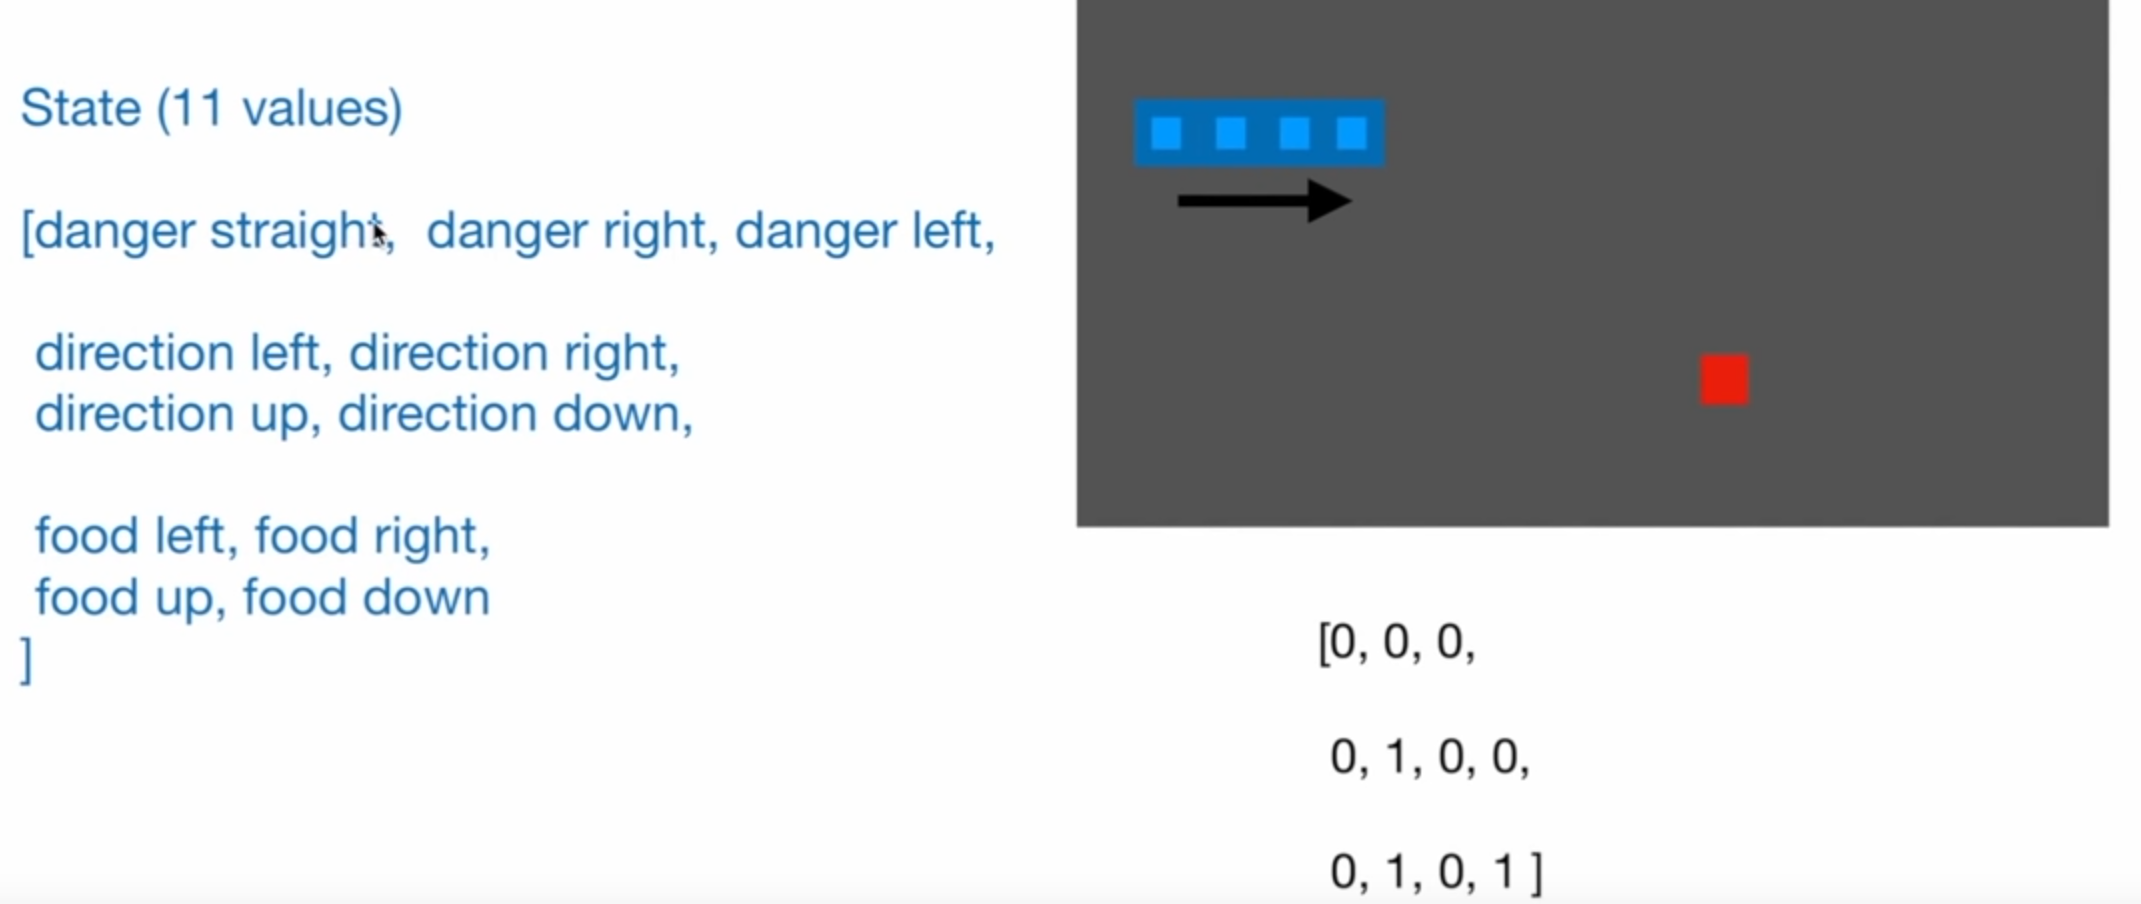 State (11 values)
[danger straight, danger right, danger left,
direction left, direction right,
direction up, direction down,
food left, food right,
food up, food down
]
[0, 0, 0,
0, 1, 0, 0,
0, 1, 0, 1 ]